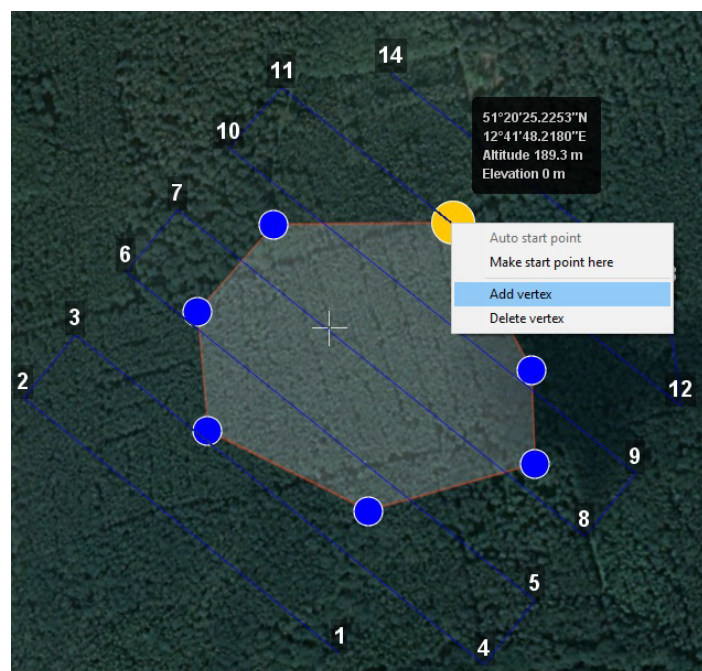 14
11
51°20'25.2253"N
12°41'48.2180"E
Altitude 189.3 m
Elevation 0 m
10
7
Auto start point
6
Make start point here
Add vertex
3
Delete vertex
2
12
9
8
5
1
4